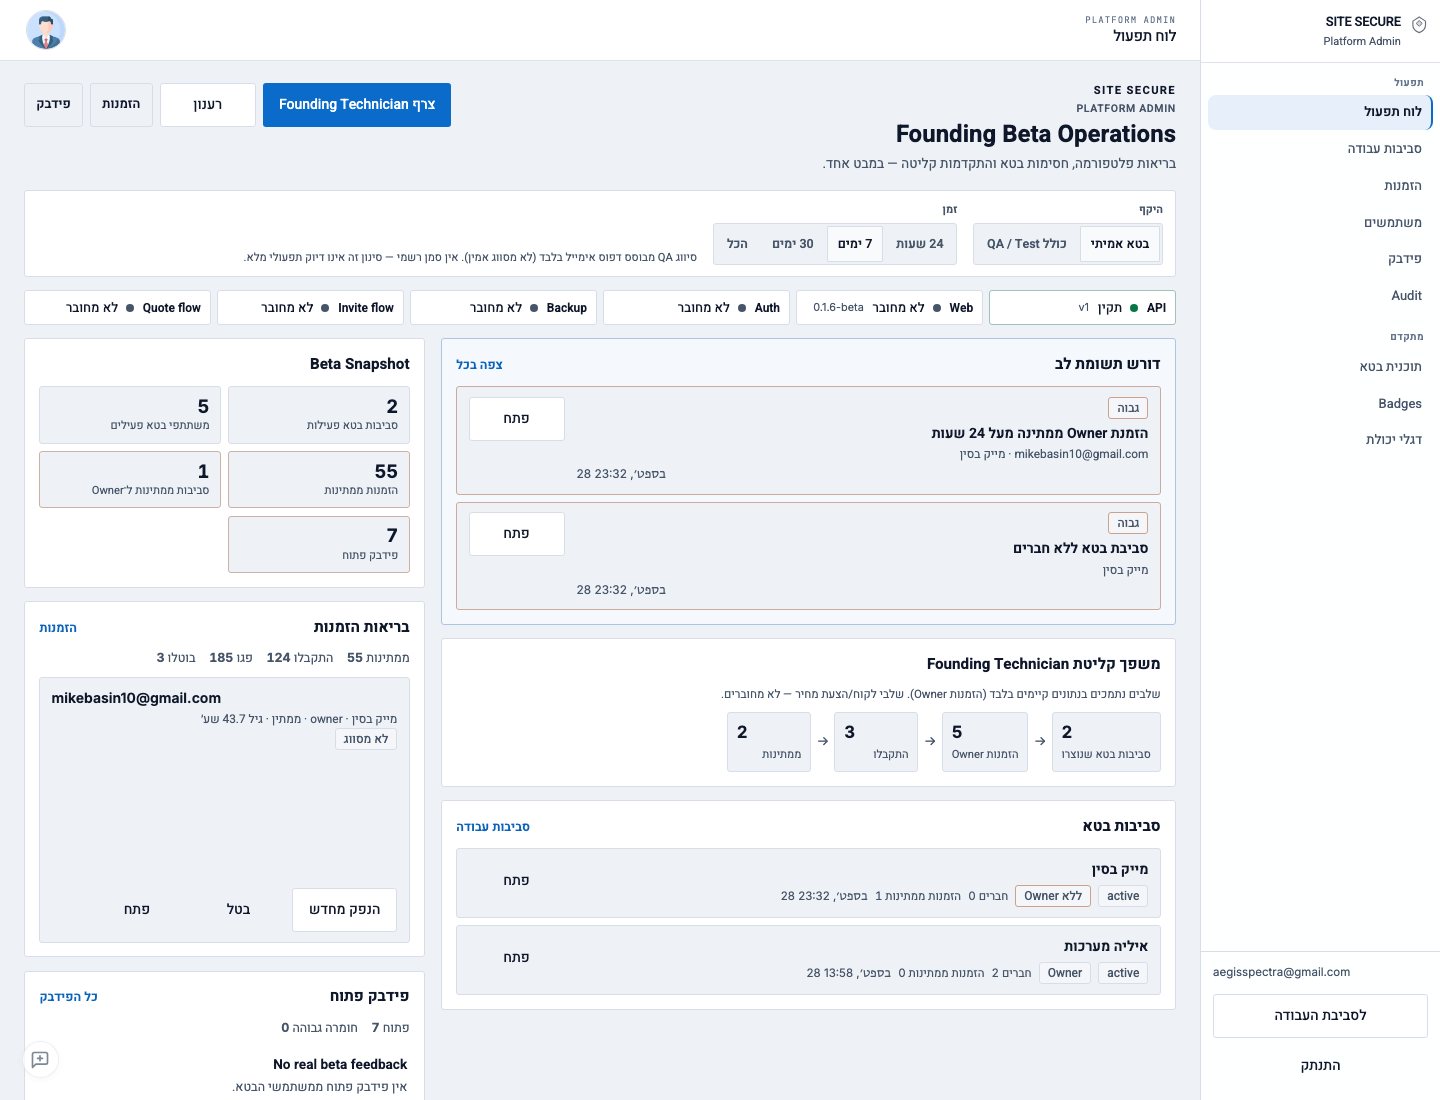 SITE SECURE
Platform Admin
תפעול
לוח תפעול
סביבות עבודה
הזמנות
משתמשים
פידבק
Audit
מתקדם
תוכנית בטא
Badges
דגלי יכולת
aegisspectra@gmail.com
לסביבת העבודה
התנתק
PLATFORM ADMIN
לוח תפעול
SITE SECURE
PLATFORM ADMIN
Founding Beta Operations
בריאות פלטפורמה, חסימות בטא והתקדמות קליטה — במבט אחד.
צרף Founding Technician
רענון
הזמנות
פידבק
היקף
בטא אמיתי
כולל QA / Test
זמן
24 שעות
7 ימים
30 ימים
הכל
סיווג QA מבוסס דפוס אימייל בלבד (לא מסווג אמין). אין סמן רשמי — סינון זה אינו דיוק תפעולי מלא.
API תקין v1
Web לא מחובר 0.1.6-beta
Auth לא מחובר
Backup לא מחובר
Invite flow לא מחובר
Quote flow לא מחובר
דורש תשומת לב
צפה בכל
גבוה
הזמנת Owner ממתינה מעל 24 שעות
mikebasin10@gmail.com · מייק בסין
28 בספט׳, 23:32
פתח
גבוה
סביבת בטא ללא חברים
מייק בסין
28 בספט׳, 23:32
פתח
משפך קליטת Founding Technician
שלבים נתמכים בנתונים קיימים בלבד (הזמנות Owner). שלבי לקוח/הצעת מחיר — לא מחוברים.
2
סביבות בטא שנוצרו
→
5
הזמנות Owner
→
3
התקבלו
→
2
ממתינות
סביבות בטא
סביבות עבודה
מייק בסין
active ללא Owner חברים 0 הזמנות ממתינות 1 28 בספט׳, 23:32
פתח
איליה מערכות
active Owner חברים 2 הזמנות ממתינות 0 28 בספט׳, 13:58
פתח
Beta Snapshot
2
סביבות בטא פעילות
5
משתתפי בטא פעילים
55
הזמנות ממתינות
1
סביבות ממתינות ל־Owner
7
פידבק פתוח
בריאות הזמנות
הזמנות
ממתינות 55 התקבלו 124 פגו 185 בוטלו 3
mikebasin10@gmail.com
מייק בסין · owner · ממתין · גיל 43.7 שע׳
לא מסווג
הנפק מחדש
בטל
פתח
פידבק פתוח
כל הפידבק
פתוח 7 חומרה גבוהה 0
No real beta feedback
אין פידבק פתוח ממשתמשי הבטא.